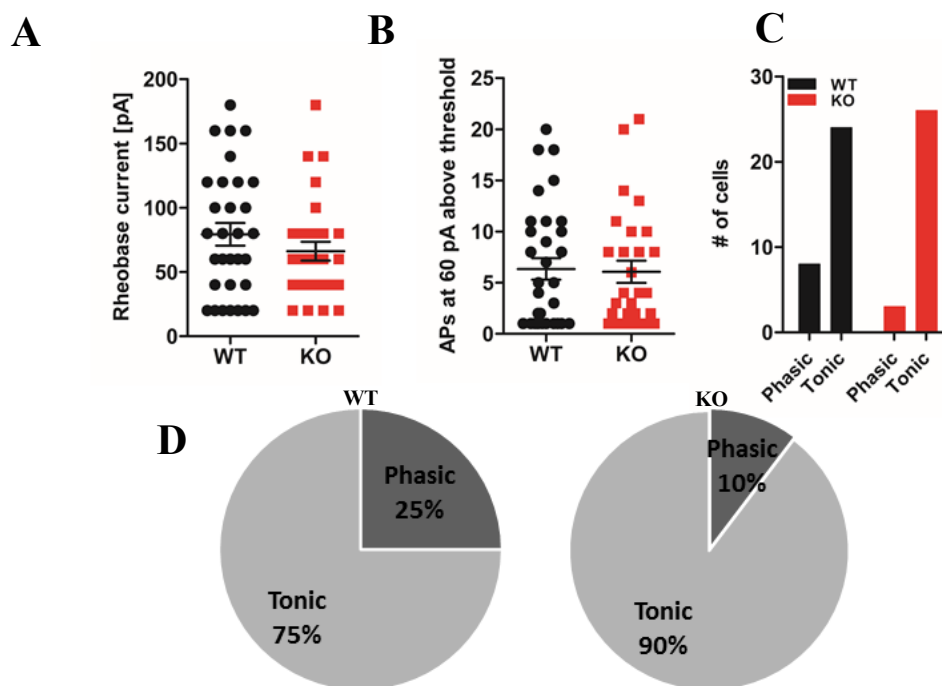 A
Rheobase current [pA]
200
150
100
50
0
WT
KO
B
APs at 60 pA above threshold
25
20
15
10
5
0
WT
KO
C
WT
KO
# of cells
30
20
10
0
Phasic
Tonic
Phasic
Tonic
D
WT
Phasic
25%
Tonic
75%
KO
Phasic
10%
Tonic
90%